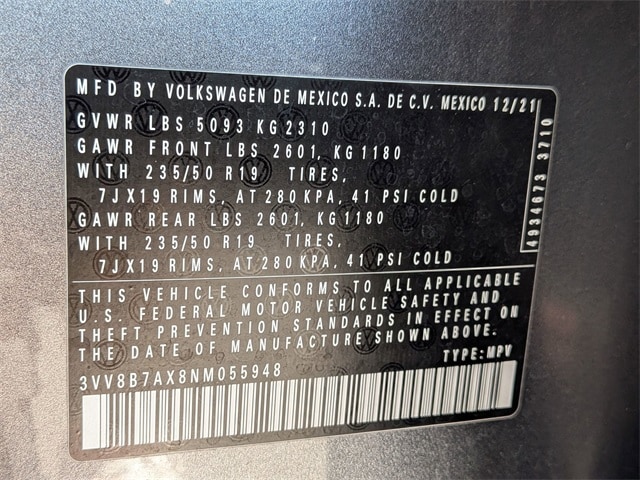 MFD BY VOLKSWAGEN DE MEXICO S.A. DE C.V. MEXICO 12/21
GVWR LBS 5093 KG 2310
GAWR FRONT LBS 2601, KG 1180
WITH 235/50 R19 TIRES,
7JX19 RIMS, AT 280 KPA, 41 PSI COLD
GAWR REAR LBS 2601, KG 1180
WITH 235/50 R19 TIRES,
7JX19 RIMS, AT 280 KPA, 41 PSI COLD
4934673 3710
THIS VEHICLE CONFORMS TO ALL APPLICABLE
U.S. FEDERAL MOTOR VEHICLE SAFETY AND
THEFT PREVENTION STANDARDS IN EFFECT ON
THE DATE OF MANUFACTURE SHOWN ABOVE.
3VV8B7AX8NM055948 TYPE: MPV